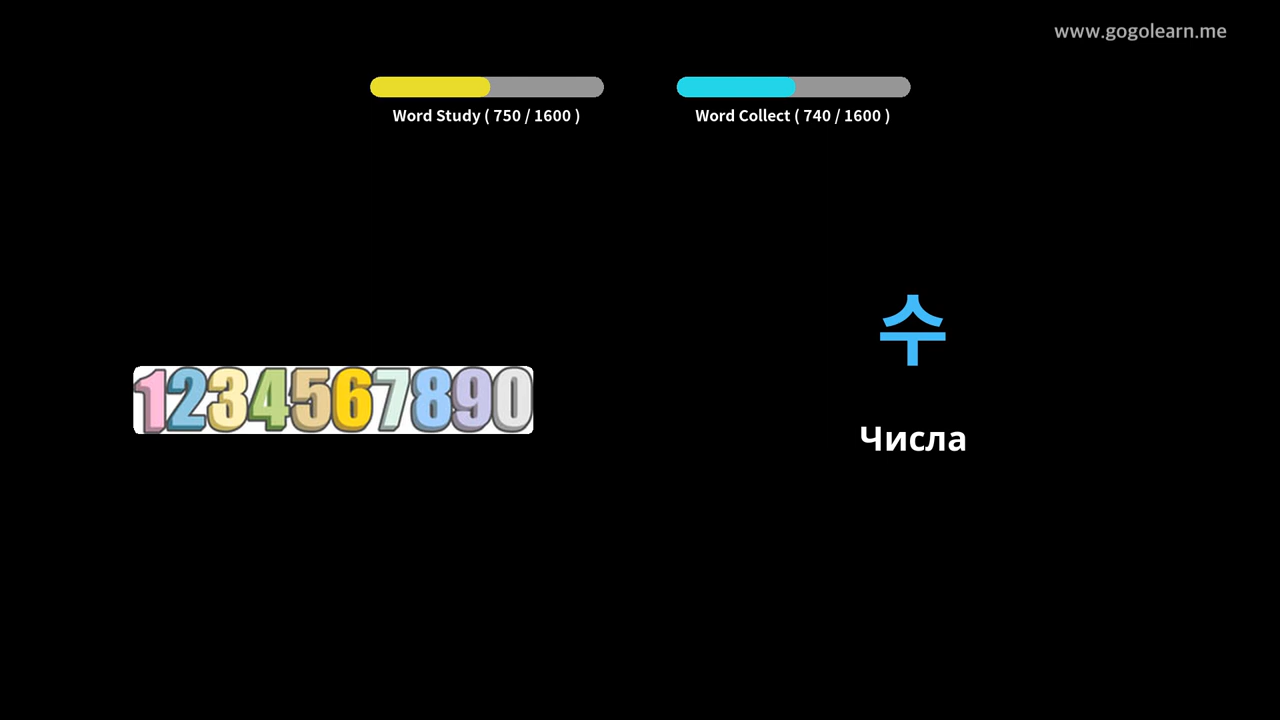 www.gogolearn.me
Word Study ( 750 / 1600 )
Word Collect ( 740 / 1600 )
수
1234567890
Числа